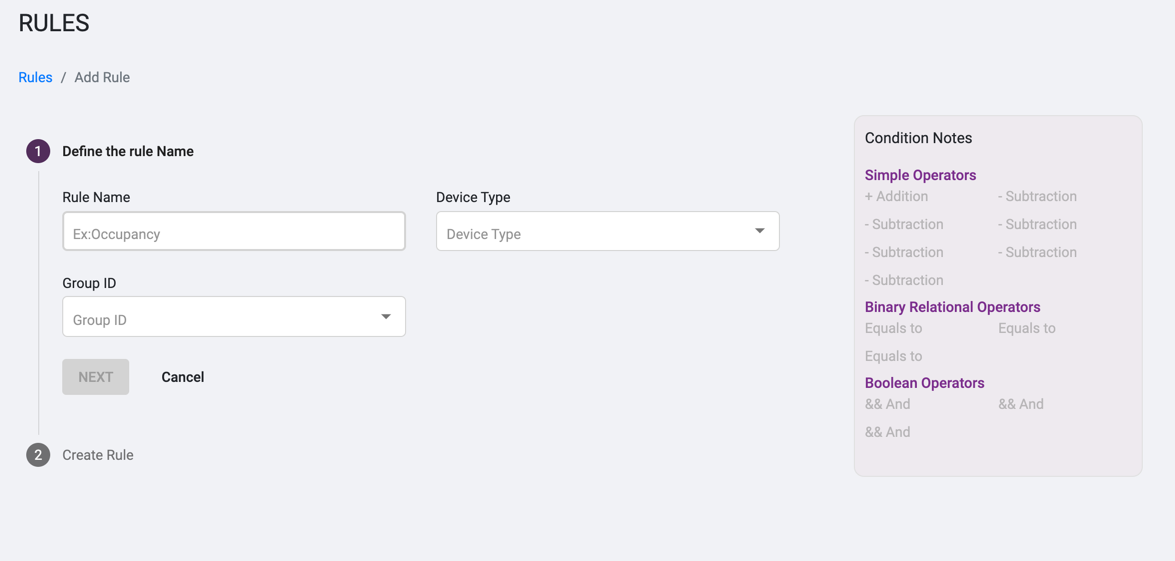 RULES
Rules / Add Rule
1 Define the rule Name
Rule Name
Ex:Occupancy
Device Type
Device Type
Group ID
Group ID
NEXT Cancel
2 Create Rule
Condition Notes
Simple Operators
+ Addition - Subtraction
- Subtraction - Subtraction
- Subtraction - Subtraction
- Subtraction
Binary Relational Operators
Equals to Equals to
Equals to
Boolean Operators
&& And && And
&& And